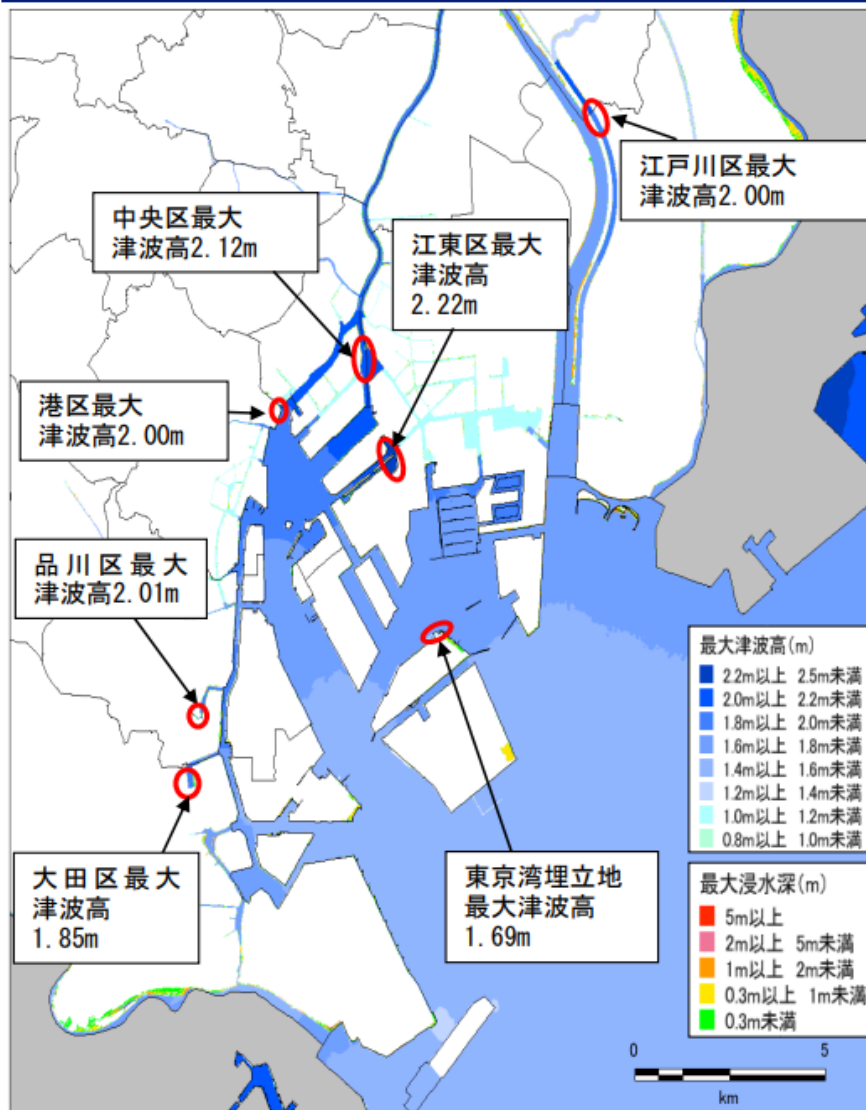 江戸川区最大
津波高2.00m
中央区最大
津波高2.12m
江東区最大
津波高
2.22m
港区最大
津波高2.00m
品川区最大
津波高2.01m
大田区最大
津波高
1.85m
東京湾埋立地
最大津波高
1.69m
最大津波高(m)
2.2m以上 2.5m未満
2.0m以上 2.2m未満
1.8m以上 2.0m未満
1.6m以上 1.8m未満
1.4m以上 1.6m未満
1.2m以上 1.4m未満
1.0m以上 1.2m未満
0.8m以上 1.0m未満
最大浸水深(m)
5m以上
2m以上 5m未満
1m以上 2m未満
0.3m以上 1m未満
0.3m未満
0 5
km